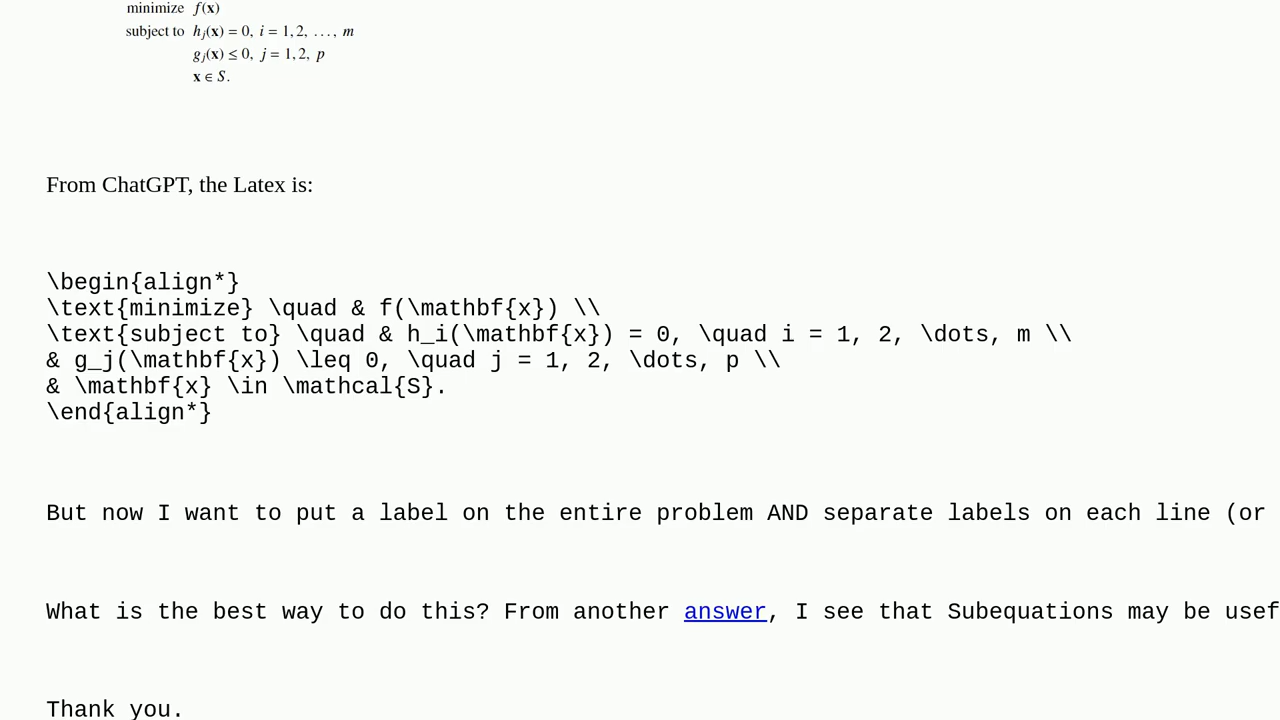 minimize f(x)
subject to h_j(x) = 0, i = 1, 2, ..., m
g_j(x) ≤ 0, j = 1, 2, p
x ∈ S.
From ChatGPT, the Latex is:
\begin{align*}
\text{minimize} \quad & f(\mathbf{x}) \\
\text{subject to} \quad & h_i(\mathbf{x}) = 0, \quad i = 1, 2, \dots, m \\
& g_j(\mathbf{x}) \leq 0, \quad j = 1, 2, \dots, p \\
& \mathbf{x} \in \mathcal{S}.
\end{align*}
But now I want to put a label on the entire problem AND separate labels on each line (or
What is the best way to do this? From another answer, I see that Subequations may be usef
Thank you.